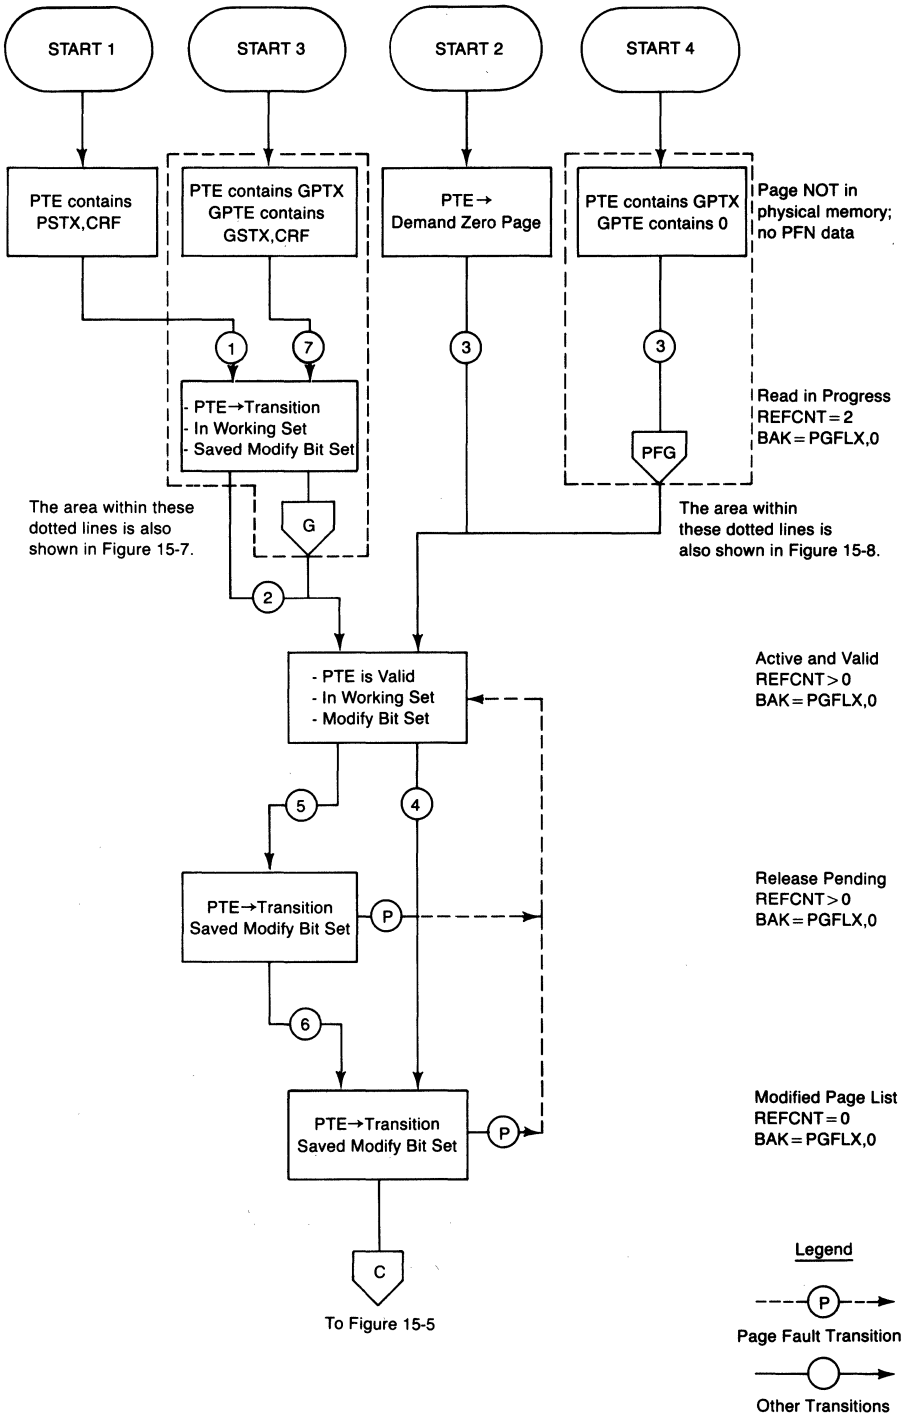 START 1
START 3
START 2
START 4
PTE contains
PSTX,CRF
PTE contains GPTX
GPTE contains
GSTX,CRF
PTE→
Demand Zero Page
PTE contains GPTX
GPTE contains 0
Page NOT in
physical memory;
no PFN data
1
7
3
3
- PTE→Transition
- In Working Set
- Saved Modify Bit Set
PFG
Read in Progress
REFCNT=2
BAK=PGFLX,0
The area within these
dotted lines is also
shown in Figure 15-7.
G
The area within
these dotted lines is
also shown in Figure 15-8.
2
- PTE is Valid
- In Working Set
- Modify Bit Set
Active and Valid
REFCNT>0
BAK=PGFLX,0
5
4
PTE→Transition
Saved Modify Bit Set
P
Release Pending
REFCNT>0
BAK=PGFLX,0
6
PTE→Transition
Saved Modify Bit Set
P
Modified Page List
REFCNT=0
BAK=PGFLX,0
C
To Figure 15-5
Legend
P
Page Fault Transition
Other Transitions